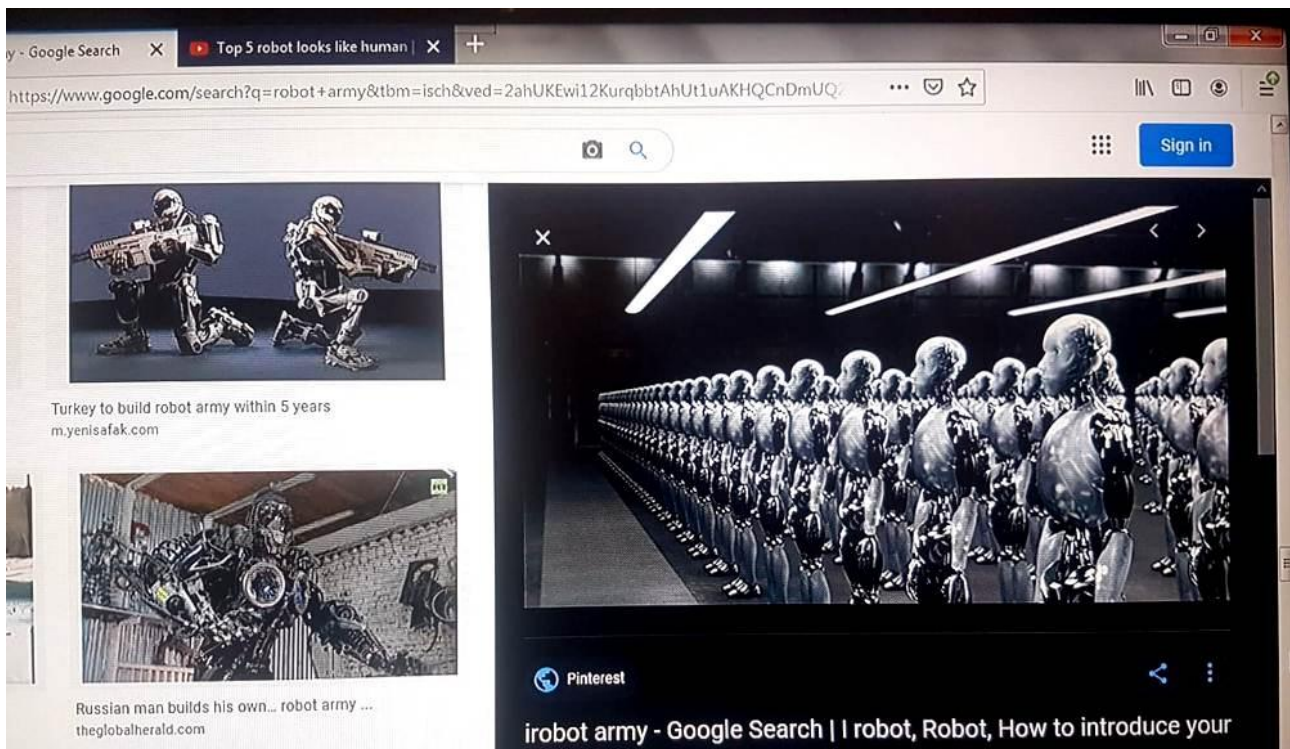 y - Google Search
Top 5 robot looks like human |
https://www.google.com/search?q=robot+army&tbm=isch&ved=2ahUKEwi12KurqbbtAhUt1uAKHQCnDmUQ2
Sign in
Turkey to build robot army within 5 years
m.yenisafak.com
RT
Russian man builds his own... robot army ...
theglobalherald.com
Pinterest
irobot army - Google Search | I robot, Robot, How to introduce your